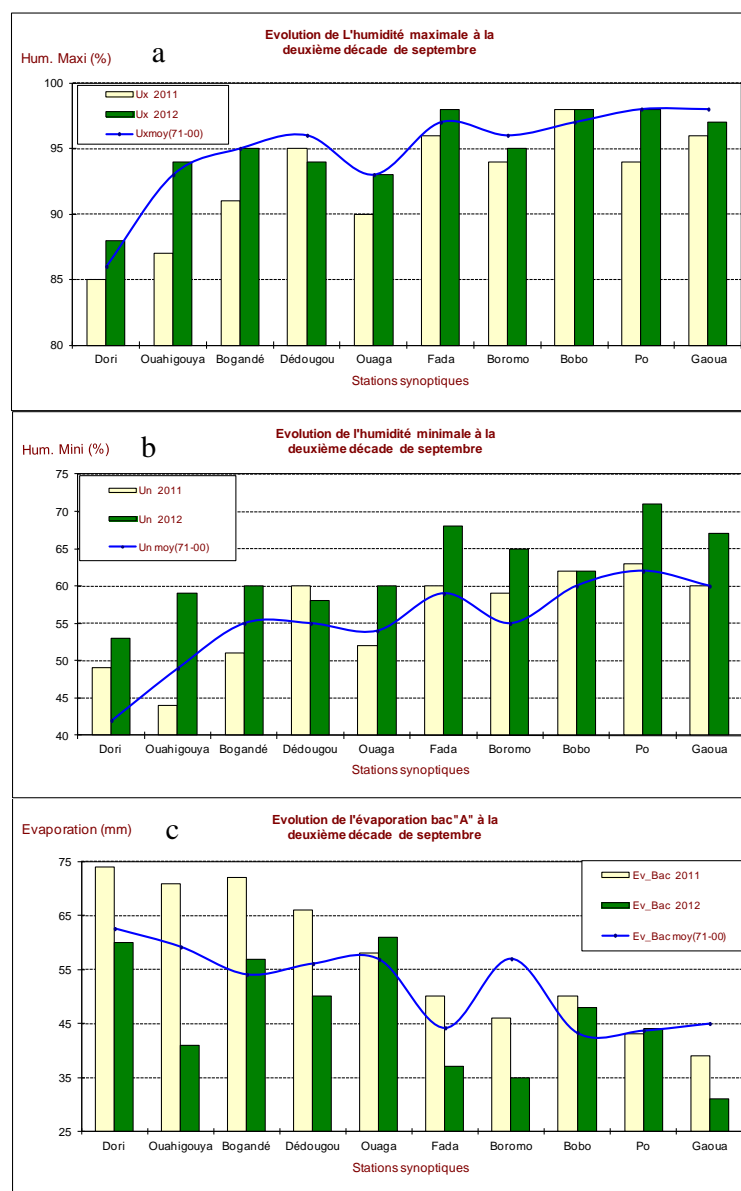 Evolution de L'humidité maximale à la
deuxième décade de septembre
a
Hum. Maxi (%)
Ux 2011
Ux 2012
Uxmoy(71-00)
100
95
90
85
80
Dori Ouahigouya Bogandé Dédougou Ouaga Fada Boromo Bobo Po Gaoua
Stations synoptiques
Evolution de l'humidité minimale à la
deuxième décade de septembre
b
Hum. Mini (%)
Un 2011
Un 2012
Un moy(71-00)
75
70
65
60
55
50
45
40
Dori Ouahigouya Bogandé Dédougou Ouaga Fada Boromo Bobo Po Gaoua
Stations synoptiques
Evolution de l'évaporation bac"A" à la
deuxième décade de septembre
c
Evaporation (mm)
Ev_Bac 2011
Ev_Bac 2012
Ev_Bac moy(71-00)
75
65
55
45
35
25
Dori Ouahigouya Bogandé Dédougou Ouaga Fada Boromo Bobo Po Gaoua
Stations synoptiques